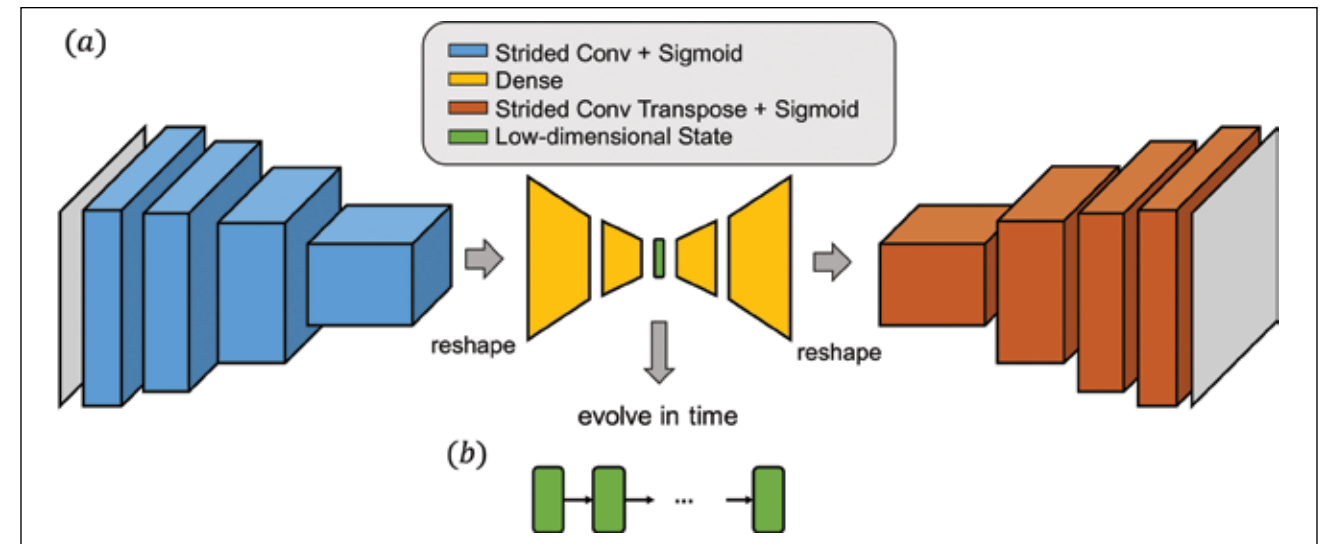 (a)
Strided Conv + Sigmoid
Dense
Strided Conv Transpose + Sigmoid
Low-dimensional State
reshape
reshape
evolve in time
(b)
...